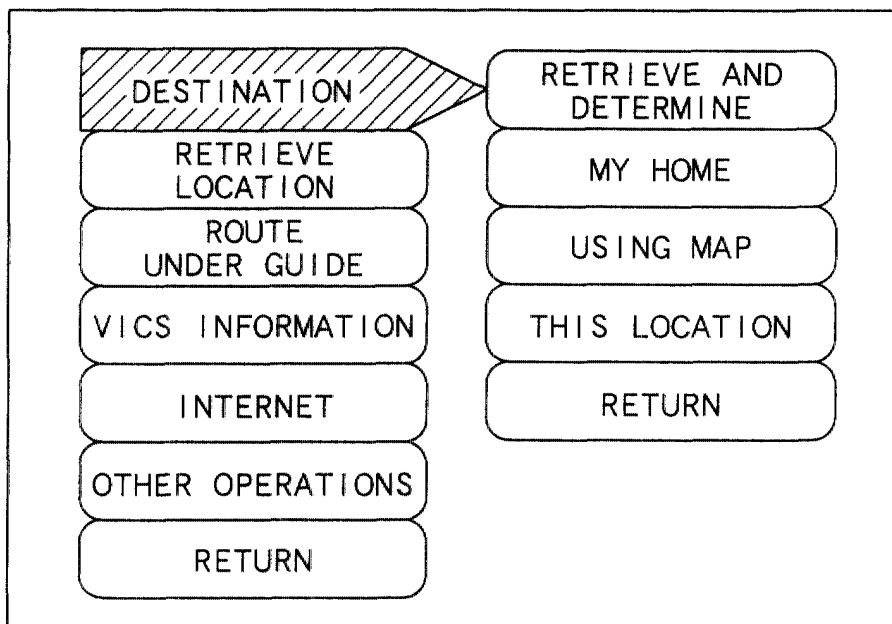 DESTINATION
RETRIEVE
LOCATION
ROUTE
UNDER GUIDE
VICS INFORMATION
INTERNET
OTHER OPERATIONS
RETURN
RETRIEVE AND
DETERMINE
MY HOME
USING MAP
THIS LOCATION
RETURN